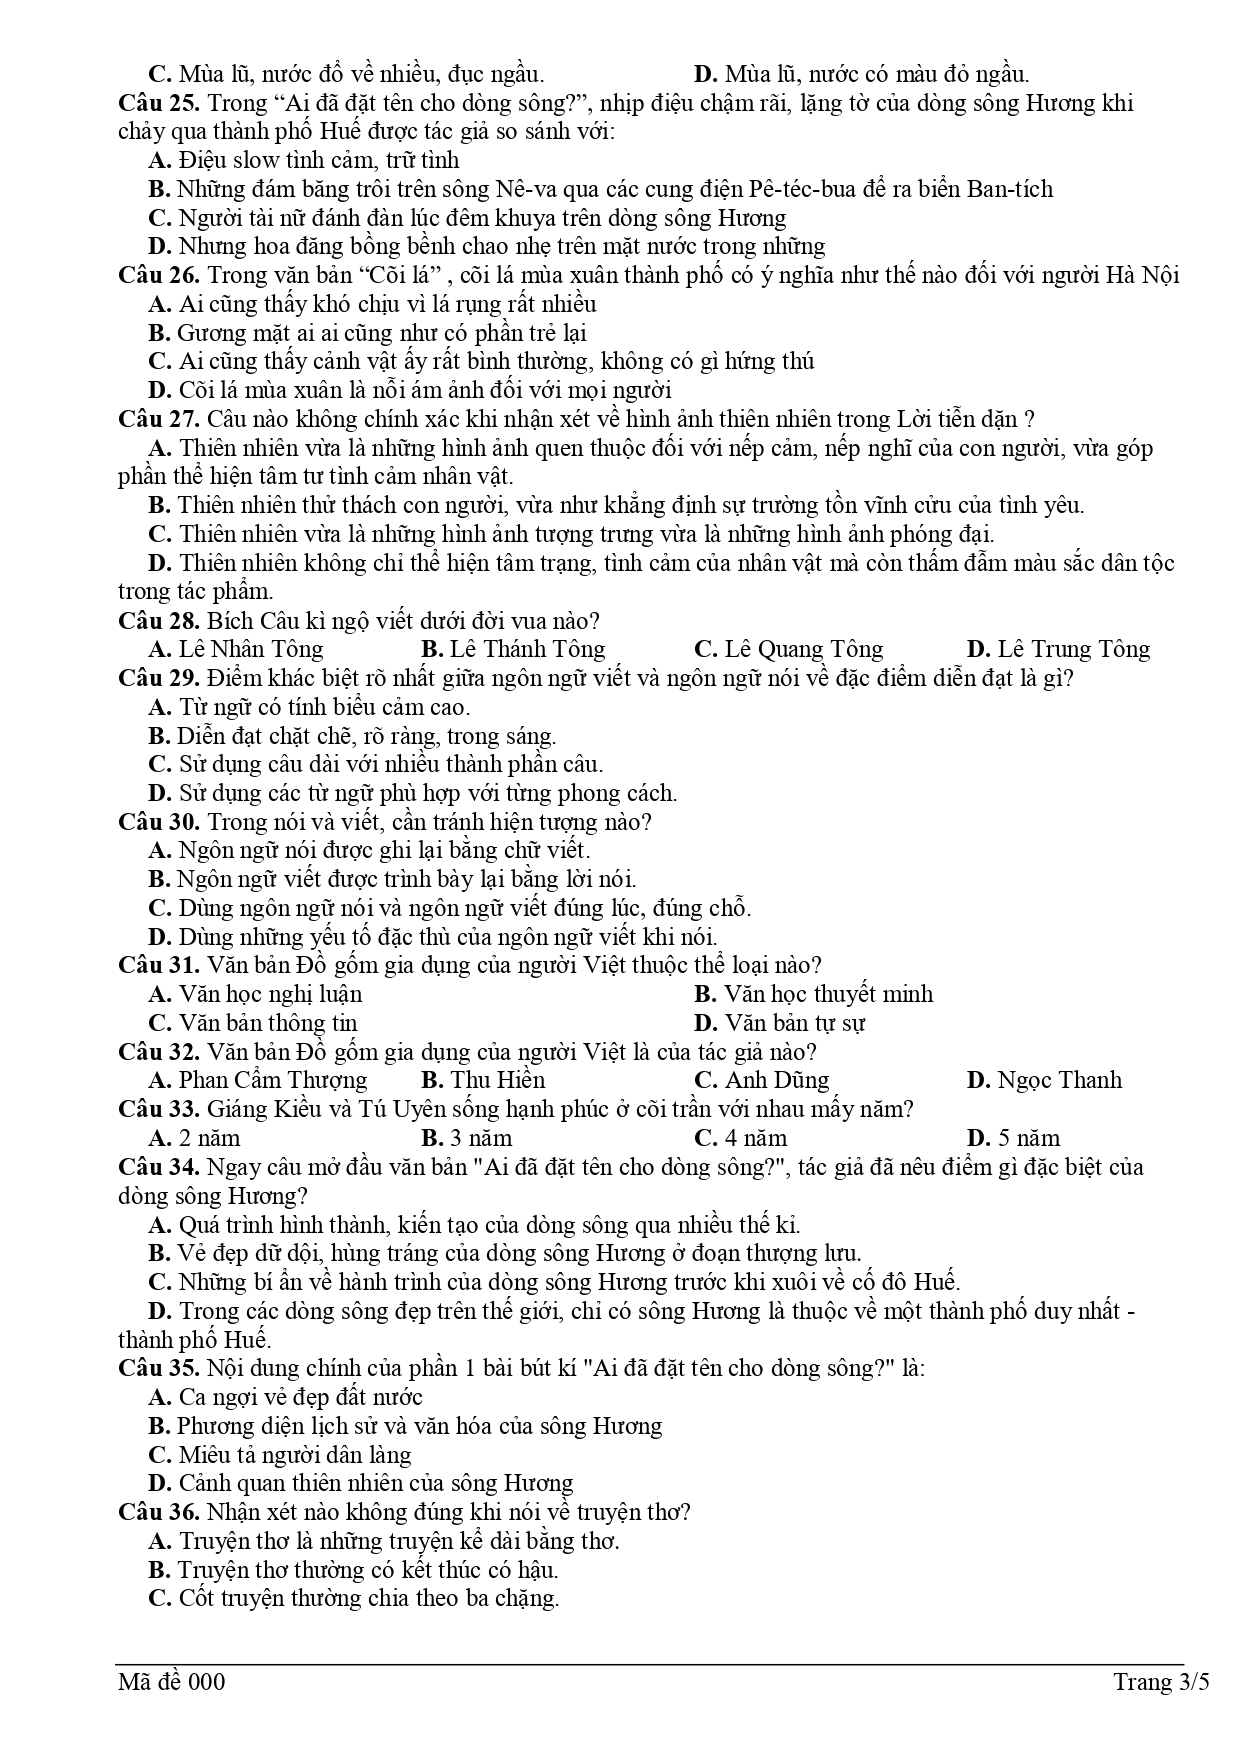 C. Mùa lũ, nước đổ về nhiều, đục ngầu. D. Mùa lũ, nước có màu đỏ ngầu.
Câu 25. Trong “Ai đã đặt tên cho dòng sông?”, nhịp điệu chậm rãi, lặng tờ của dòng sông Hương khi
chảy qua thành phố Huế được tác giả so sánh với:
A. Điệu slow tình cảm, trữ tình
B. Những đám băng trôi trên sông Nê-va qua các cung điện Pê-téc-bua để ra biển Ban-tích
C. Người tài nữ đánh đàn lúc đêm khuya trên dòng sông Hương
D. Nhưng hoa đăng bồng bềnh chao nhẹ trên mặt nước trong những
Câu 26. Trong văn bản “Cõi lá” , cõi lá mùa xuân thành phố có ý nghĩa như thế nào đối với người Hà Nội
A. Ai cũng thấy khó chịu vì lá rụng rất nhiều
B. Gương mặt ai ai cũng như có phần trẻ lại
C. Ai cũng thấy cảnh vật ấy rất bình thường, không có gì hứng thú
D. Cõi lá mùa xuân là nỗi ám ảnh đối với mọi người
Câu 27. Câu nào không chính xác khi nhận xét về hình ảnh thiên nhiên trong Lời tiễn dặn ?
A. Thiên nhiên vừa là những hình ảnh quen thuộc đối với nếp cảm, nếp nghĩ của con người, vừa góp
phần thể hiện tâm tư tình cảm nhân vật.
B. Thiên nhiên thử thách con người, vừa như khẳng định sự trường tồn vĩnh cửu của tình yêu.
C. Thiên nhiên vừa là những hình ảnh tượng trưng vừa là những hình ảnh phóng đại.
D. Thiên nhiên không chỉ thể hiện tâm trạng, tình cảm của nhân vật mà còn thấm đẫm màu sắc dân tộc
trong tác phẩm.
Câu 28. Bích Câu kì ngộ viết dưới đời vua nào?
A. Lê Nhân Tông B. Lê Thánh Tông C. Lê Quang Tông D. Lê Trung Tông
Câu 29. Điểm khác biệt rõ nhất giữa ngôn ngữ viết và ngôn ngữ nói về đặc điểm diễn đạt là gì?
A. Từ ngữ có tính biểu cảm cao.
B. Diễn đạt chặt chẽ, rõ ràng, trong sáng.
C. Sử dụng câu dài với nhiều thành phần câu.
D. Sử dụng các từ ngữ phù hợp với từng phong cách.
Câu 30. Trong nói và viết, cần tránh hiện tượng nào?
A. Ngôn ngữ nói được ghi lại bằng chữ viết.
B. Ngôn ngữ viết được trình bày lại bằng lời nói.
C. Dùng ngôn ngữ nói và ngôn ngữ viết đúng lúc, đúng chỗ.
D. Dùng những yếu tố đặc thù của ngôn ngữ viết khi nói.
Câu 31. Văn bản Đồ gốm gia dụng của người Việt thuộc thể loại nào?
A. Văn học nghị luận B. Văn học thuyết minh
C. Văn bản thông tin D. Văn bản tự sự
Câu 32. Văn bản Đồ gốm gia dụng của người Việt là của tác giả nào?
A. Phan Cẩm Thượng B. Thu Hiền C. Anh Dũng D. Ngọc Thanh
Câu 33. Giáng Kiều và Tú Uyên sống hạnh phúc ở cõi trần với nhau mấy năm?
A. 2 năm B. 3 năm C. 4 năm D. 5 năm
Câu 34. Ngay câu mở đầu văn bản "Ai đã đặt tên cho dòng sông?", tác giả đã nêu điểm gì đặc biệt của
dòng sông Hương?
A. Quá trình hình thành, kiến tạo của dòng sông qua nhiều thế kỉ.
B. Vẻ đẹp dữ dội, hùng tráng của dòng sông Hương ở đoạn thượng lưu.
C. Những bí ẩn về hành trình của dòng sông Hương trước khi xuôi về cố đô Huế.
D. Trong các dòng sông đẹp trên thế giới, chỉ có sông Hương là thuộc về một thành phố duy nhất -
thành phố Huế.
Câu 35. Nội dung chính của phần 1 bài bút kí "Ai đã đặt tên cho dòng sông?" là:
A. Ca ngợi vẻ đẹp đất nước
B. Phương diện lịch sử và văn hóa của sông Hương
C. Miêu tả người dân làng
D. Cảnh quan thiên nhiên của sông Hương
Câu 36. Nhận xét nào không đúng khi nói về truyện thơ?
A. Truyện thơ là những truyện kể dài bằng thơ.
B. Truyện thơ thường có kết thúc có hậu.
C. Cốt truyện thường chia theo ba chặng.
Mã đề 000 Trang 3/5